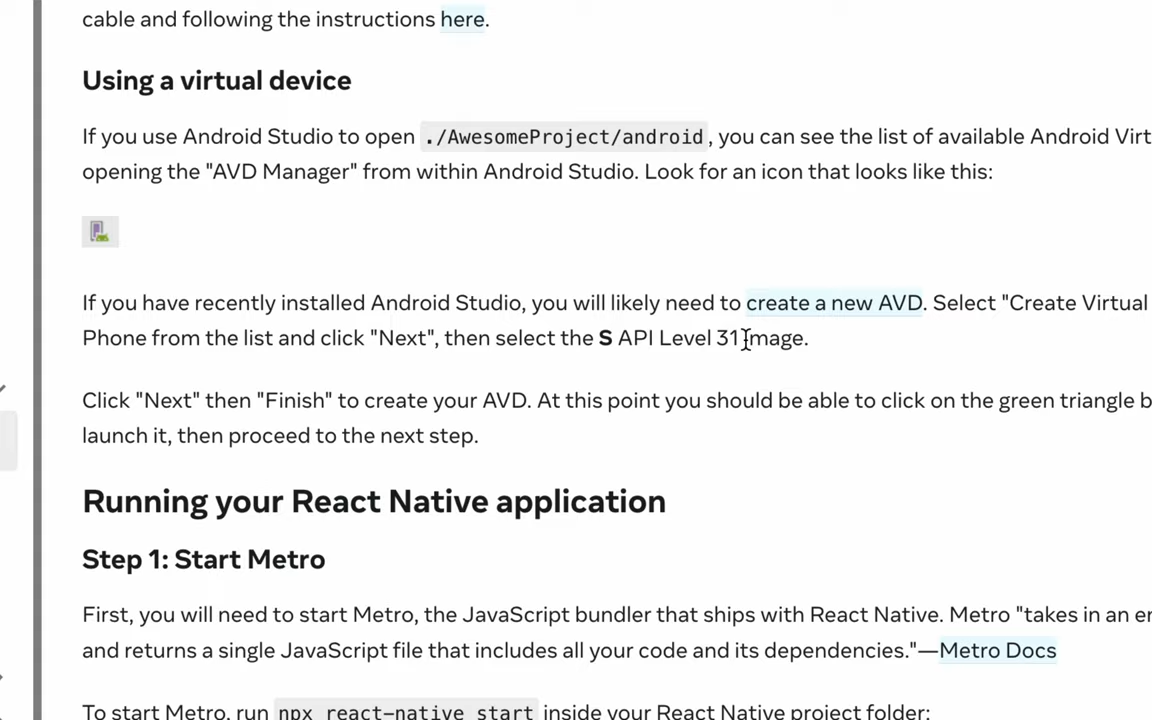 cable and following the instructions here.
Using a virtual device
If you use Android Studio to open ./AwesomeProject/android, you can see the list of available Android Virt
opening the "AVD Manager" from within Android Studio. Look for an icon that looks like this:
If you have recently installed Android Studio, you will likely need to create a new AVD. Select "Create Virtual
Phone from the list and click "Next", then select the S API Level 31 image.
Click "Next" then "Finish" to create your AVD. At this point you should be able to click on the green triangle b
launch it, then proceed to the next step.
Running your React Native application
Step 1: Start Metro
First, you will need to start Metro, the JavaScript bundler that ships with React Native. Metro "takes in an en
and returns a single JavaScript file that includes all your code and its dependencies."—Metro Docs
To start Metro, run npx react-native start inside your React Native project folder: